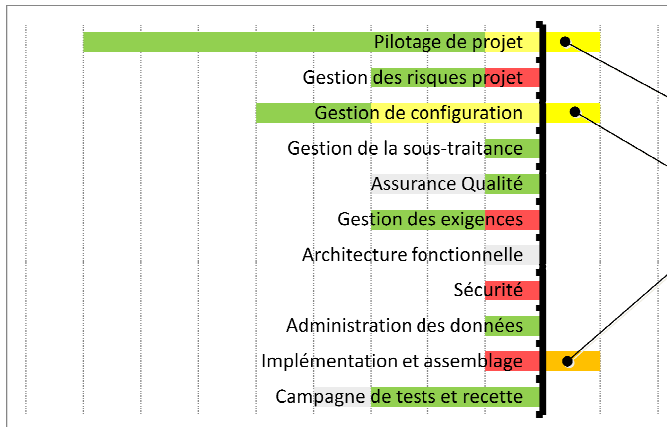 Pilotage de projet
Gestion des risques projet
Gestion de configuration
Gestion de la sous-traitance
Assurance Qualité
Gestion des exigences
Architecture fonctionnelle
Sécurité
Administration des données
Implémentation et assemblage
Campagne de tests et recette